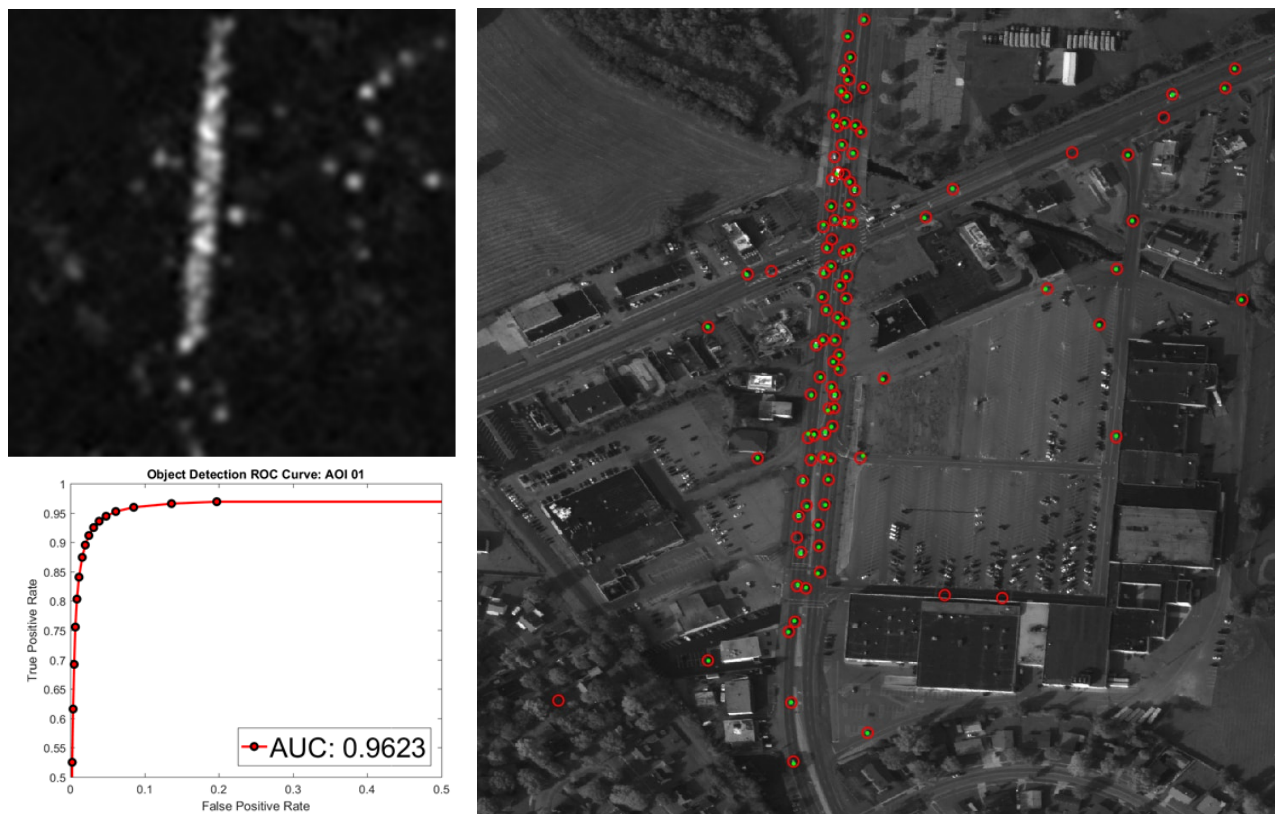 Object Detection ROC Curve: AOI 01
1
0.95
0.9
0.85
0.8
0.75
0.7
0.65
0.6
0.55
0.5
True Positive Rate
AUC: 0.9623
0 0.1 0.2 0.3 0.4 0.5
False Positive Rate